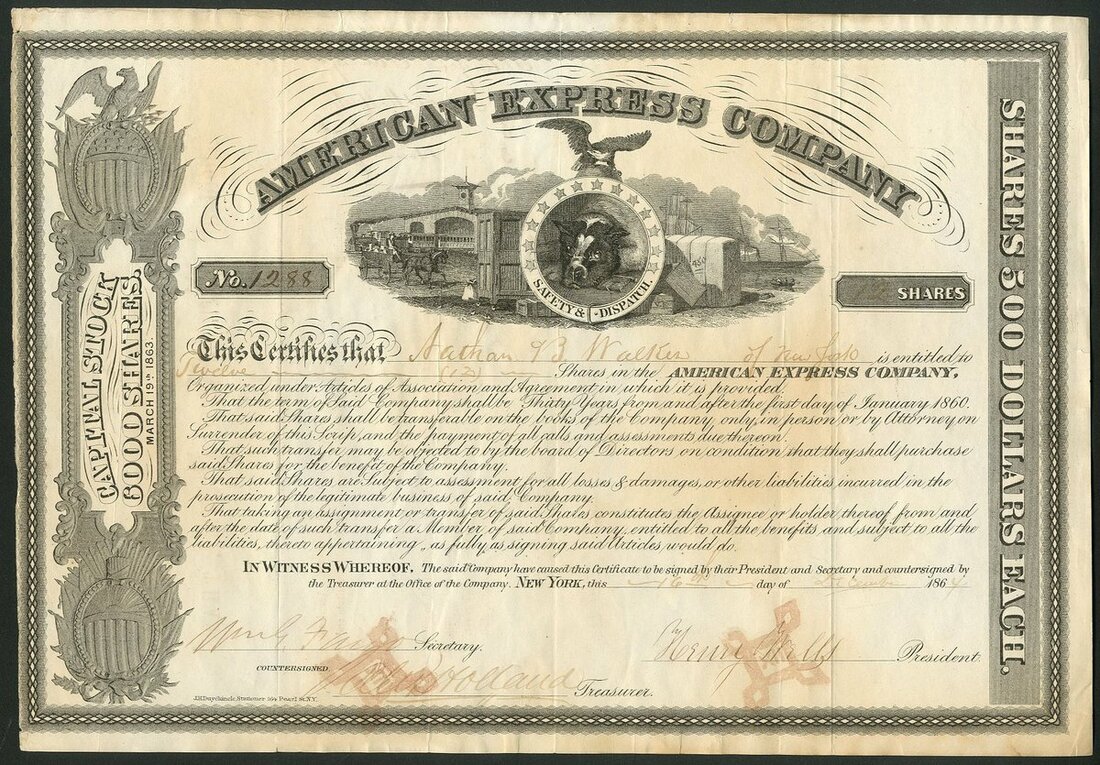 AMERICAN EXPRESS COMPANY
SAFETY & DISPATCH.
No. 1288
12 SHARES
CAPITAL STOCK
8000 SHARES.
MARCH 19th 1863.
SHARES 500 DOLLARS EACH.
This Certifies that Nathan B Walker of New York is entitled to
Twelve (12) Shares in the AMERICAN EXPRESS COMPANY,
Organized under Articles of Association and Agreement in which it is provided,
That the term of Said Company shall be Thirty Years from and after the first day of January 1860.
That said Shares shall be transferable on the books of the Company, only, in person or by Attorney on
Surrender of this Scrip, and the payment of all calls and assessments due thereon.
That such transfer may be objected to by the board of Directors on condition that they shall purchase
said Shares for the benefit of the Company.
That said Shares are Subject to assessment for all losses & damages, or other liabilities incurred in the
prosecution of the legitimate business of said Company.
That taking an assignment or transfer of said Shares constitutes the Assignee or holder thereof from and
after the date of such transfer a Member of said Company, entitled to all the benefits and subject to all the
liabilities, thereto appertaining, as fully as signing said Articles would do.
IN WITNESS WHEREOF, The said Company have caused this Certificate to be signed by their President and Secretary and countersigned by
the Treasurer at the Office of the Company. NEW YORK, this 16th day of December 1864
Wm G Fargo Secretary.
Henry Wells President.
COUNTERSIGNED.
Holland Treasurer.
J.H. Duyckinck Stationer 164 Pearl St. N.Y.